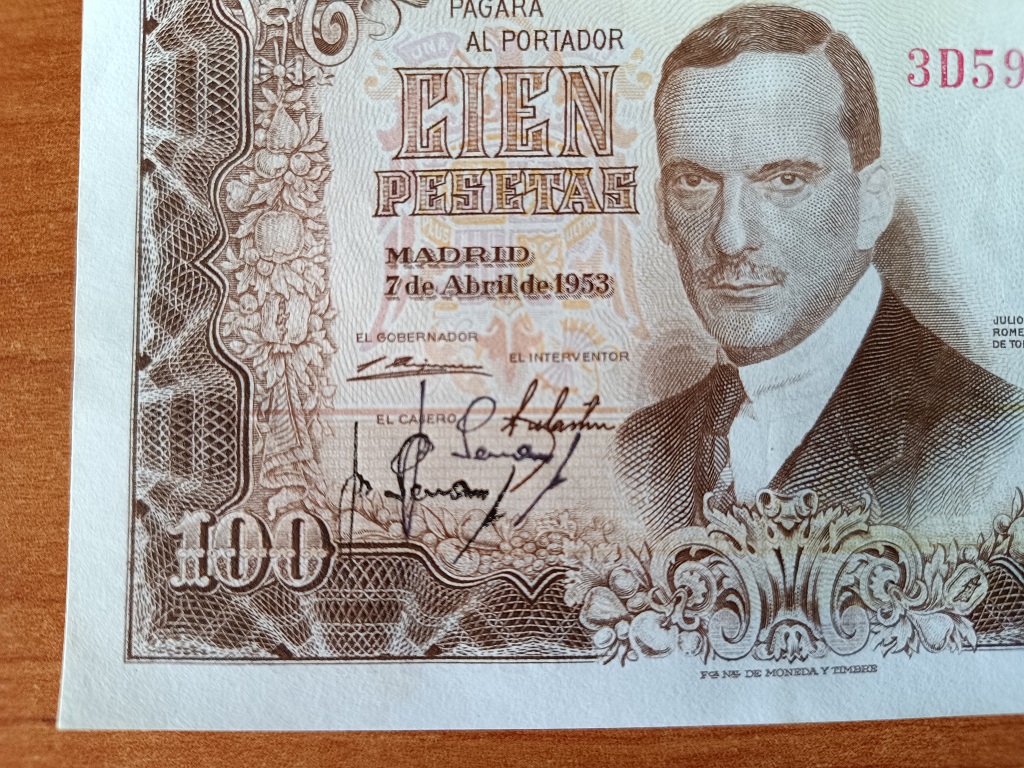 PAGARÁ
AL PORTADOR
3D59
CIEN
PESETAS
MADRID
7 de Abril de 1953
EL GOBERNADOR
EL INTERVENTOR
EL CAJERO
JULIO
ROME
DE TO
100
FCA NAL DE MONEDA Y TIMBRE